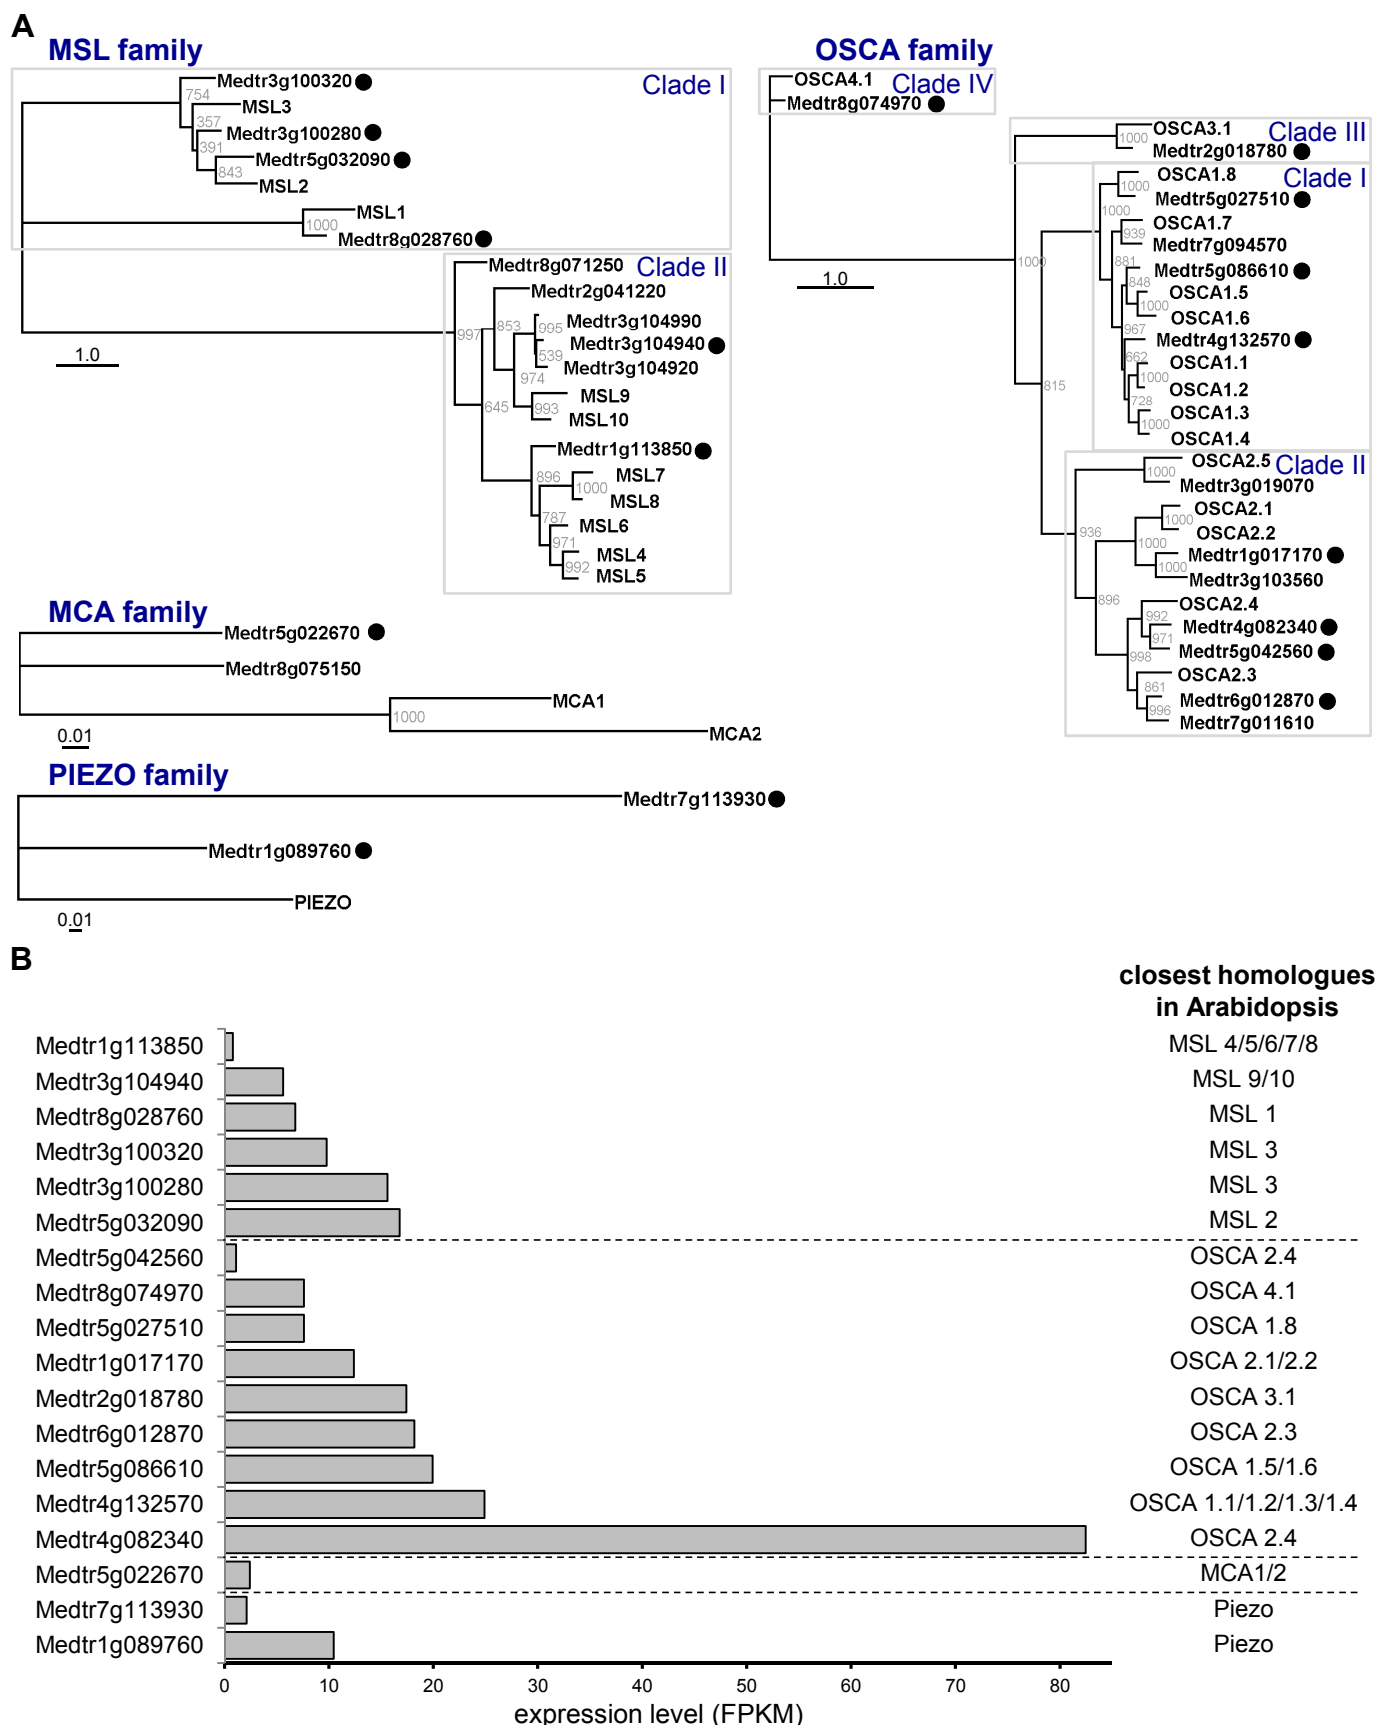 A
MSL family
Clade I
Medtr3g100320
754
MSL3
357
Medtr3g100280
391
Medtr5g032090
843
MSL2
MSL1
1000
Medtr8g028760
Clade II
Medtr8g071250
Medtr2g041220
997
853
Medtr3g104990
995
Medtr3g104940
539
Medtr3g104920
974
645
MSL9
993
MSL10
Medtr1g113850
896
MSL7
1000
MSL8
787
MSL6
971
MSL4
992
MSL5
1.0
OSCA family
OSCA4.1
Clade IV
Medtr8g074970
OSCA3.1
Clade III
1000
Medtr2g018780
OSCA1.8
Clade I
1000
Medtr5g027510
1000
OSCA1.7
939
Medtr7g094570
1000
881
Medtr5g086610
848
OSCA1.5
1000
OSCA1.6
967
Medtr4g132570
662
OSCA1.1
1000
OSCA1.2
815
728
OSCA1.3
1000
OSCA1.4
OSCA2.5
Clade II
1000
Medtr3g019070
OSCA2.1
1000
OSCA2.2
936
1000
Medtr1g017170
1000
Medtr3g103560
896
OSCA2.4
992
Medtr4g082340
971
Medtr5g042560
998
OSCA2.3
861
Medtr6g012870
996
Medtr7g011610
1.0
MCA family
Medtr5g022670
Medtr8g075150
MCA1
1000
MCA2
0.01
PIEZO family
Medtr7g113930
Medtr1g089760
PIEZO
0.01
B
closest homologues
in Arabidopsis
Medtr1g113850 MSL 4/5/6/7/8
Medtr3g104940 MSL 9/10
Medtr8g028760 MSL 1
Medtr3g100320 MSL 3
Medtr3g100280 MSL 3
Medtr5g032090 MSL 2
Medtr5g042560 OSCA 2.4
Medtr8g074970 OSCA 4.1
Medtr5g027510 OSCA 1.8
Medtr1g017170 OSCA 2.1/2.2
Medtr2g018780 OSCA 3.1
Medtr6g012870 OSCA 2.3
Medtr5g086610 OSCA 1.5/1.6
Medtr4g132570 OSCA 1.1/1.2/1.3/1.4
Medtr4g082340 OSCA 2.4
Medtr5g022670 MCA1/2
Medtr7g113930 Piezo
Medtr1g089760 Piezo
0 10 20 30 40 50 60 70 80
expression level (FPKM)